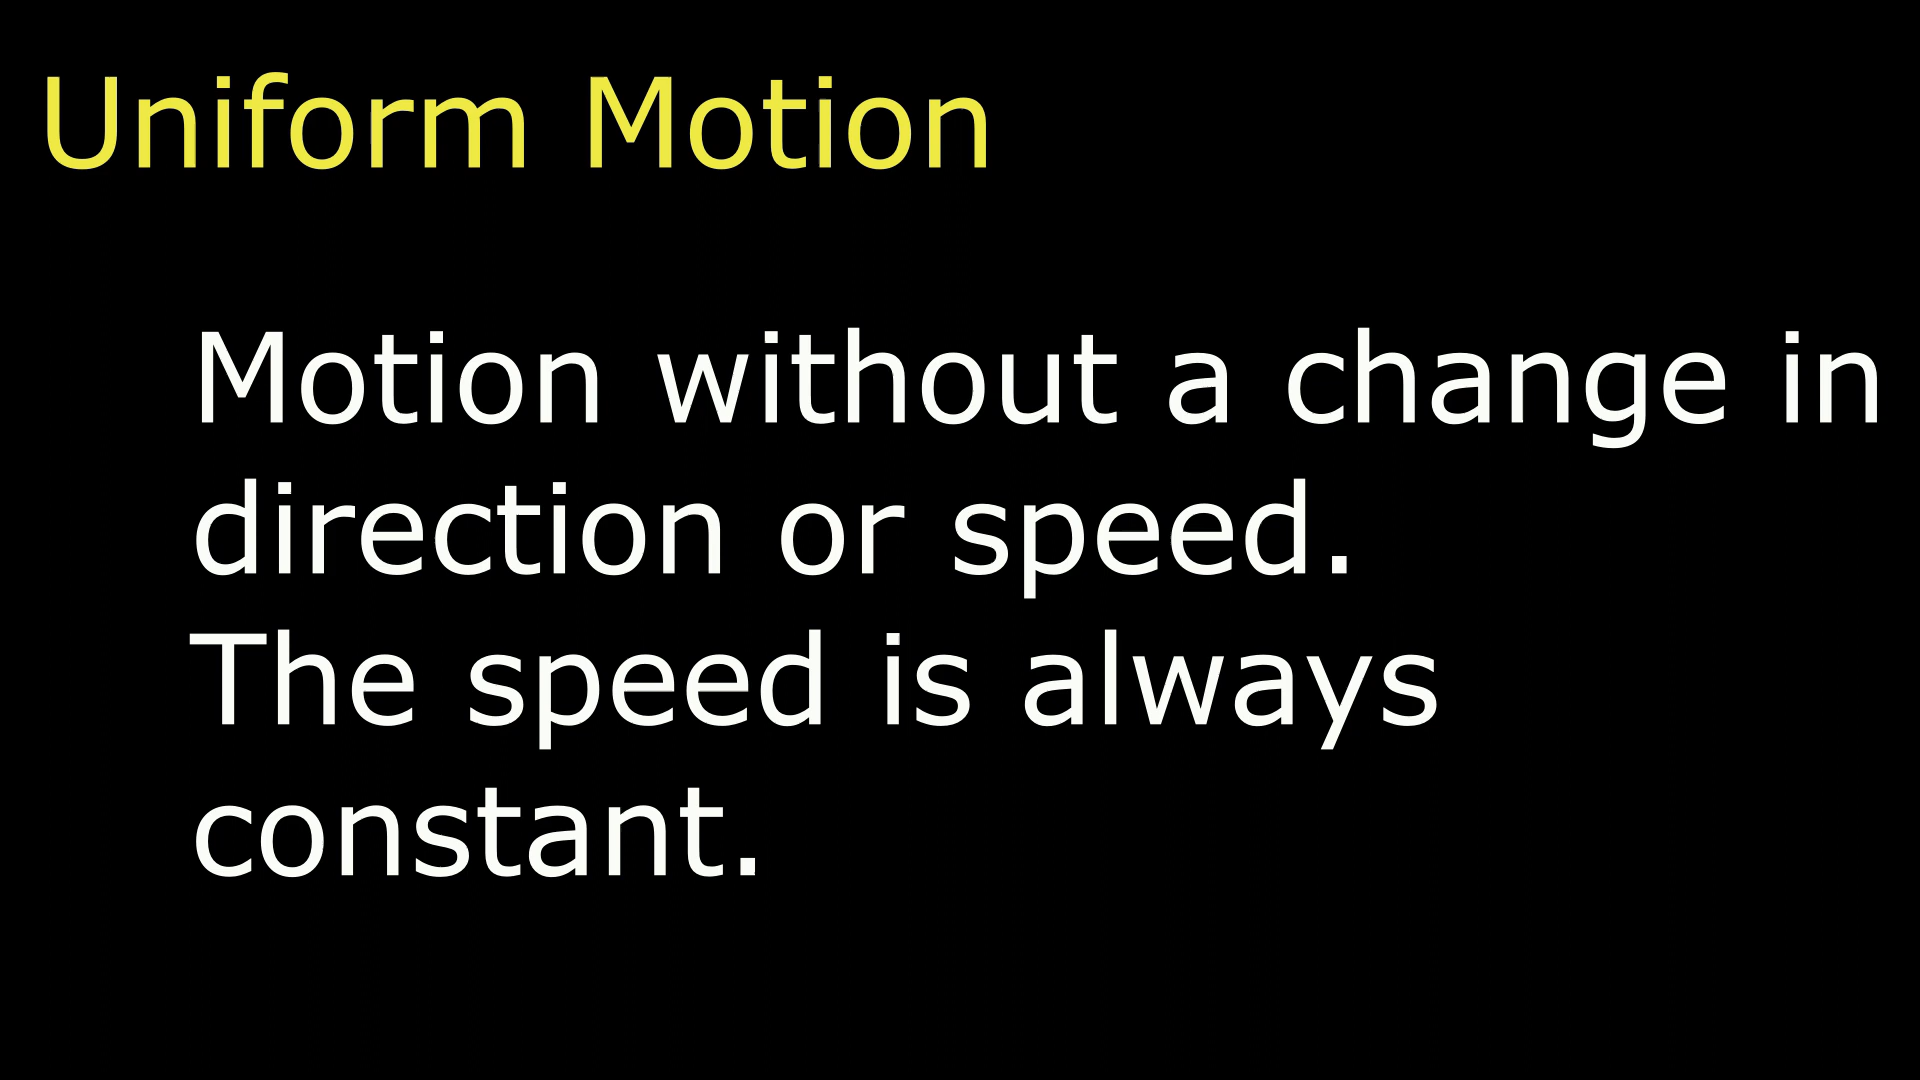 Uniform Motion
Motion without a change in
direction or speed.
The speed is always
constant.